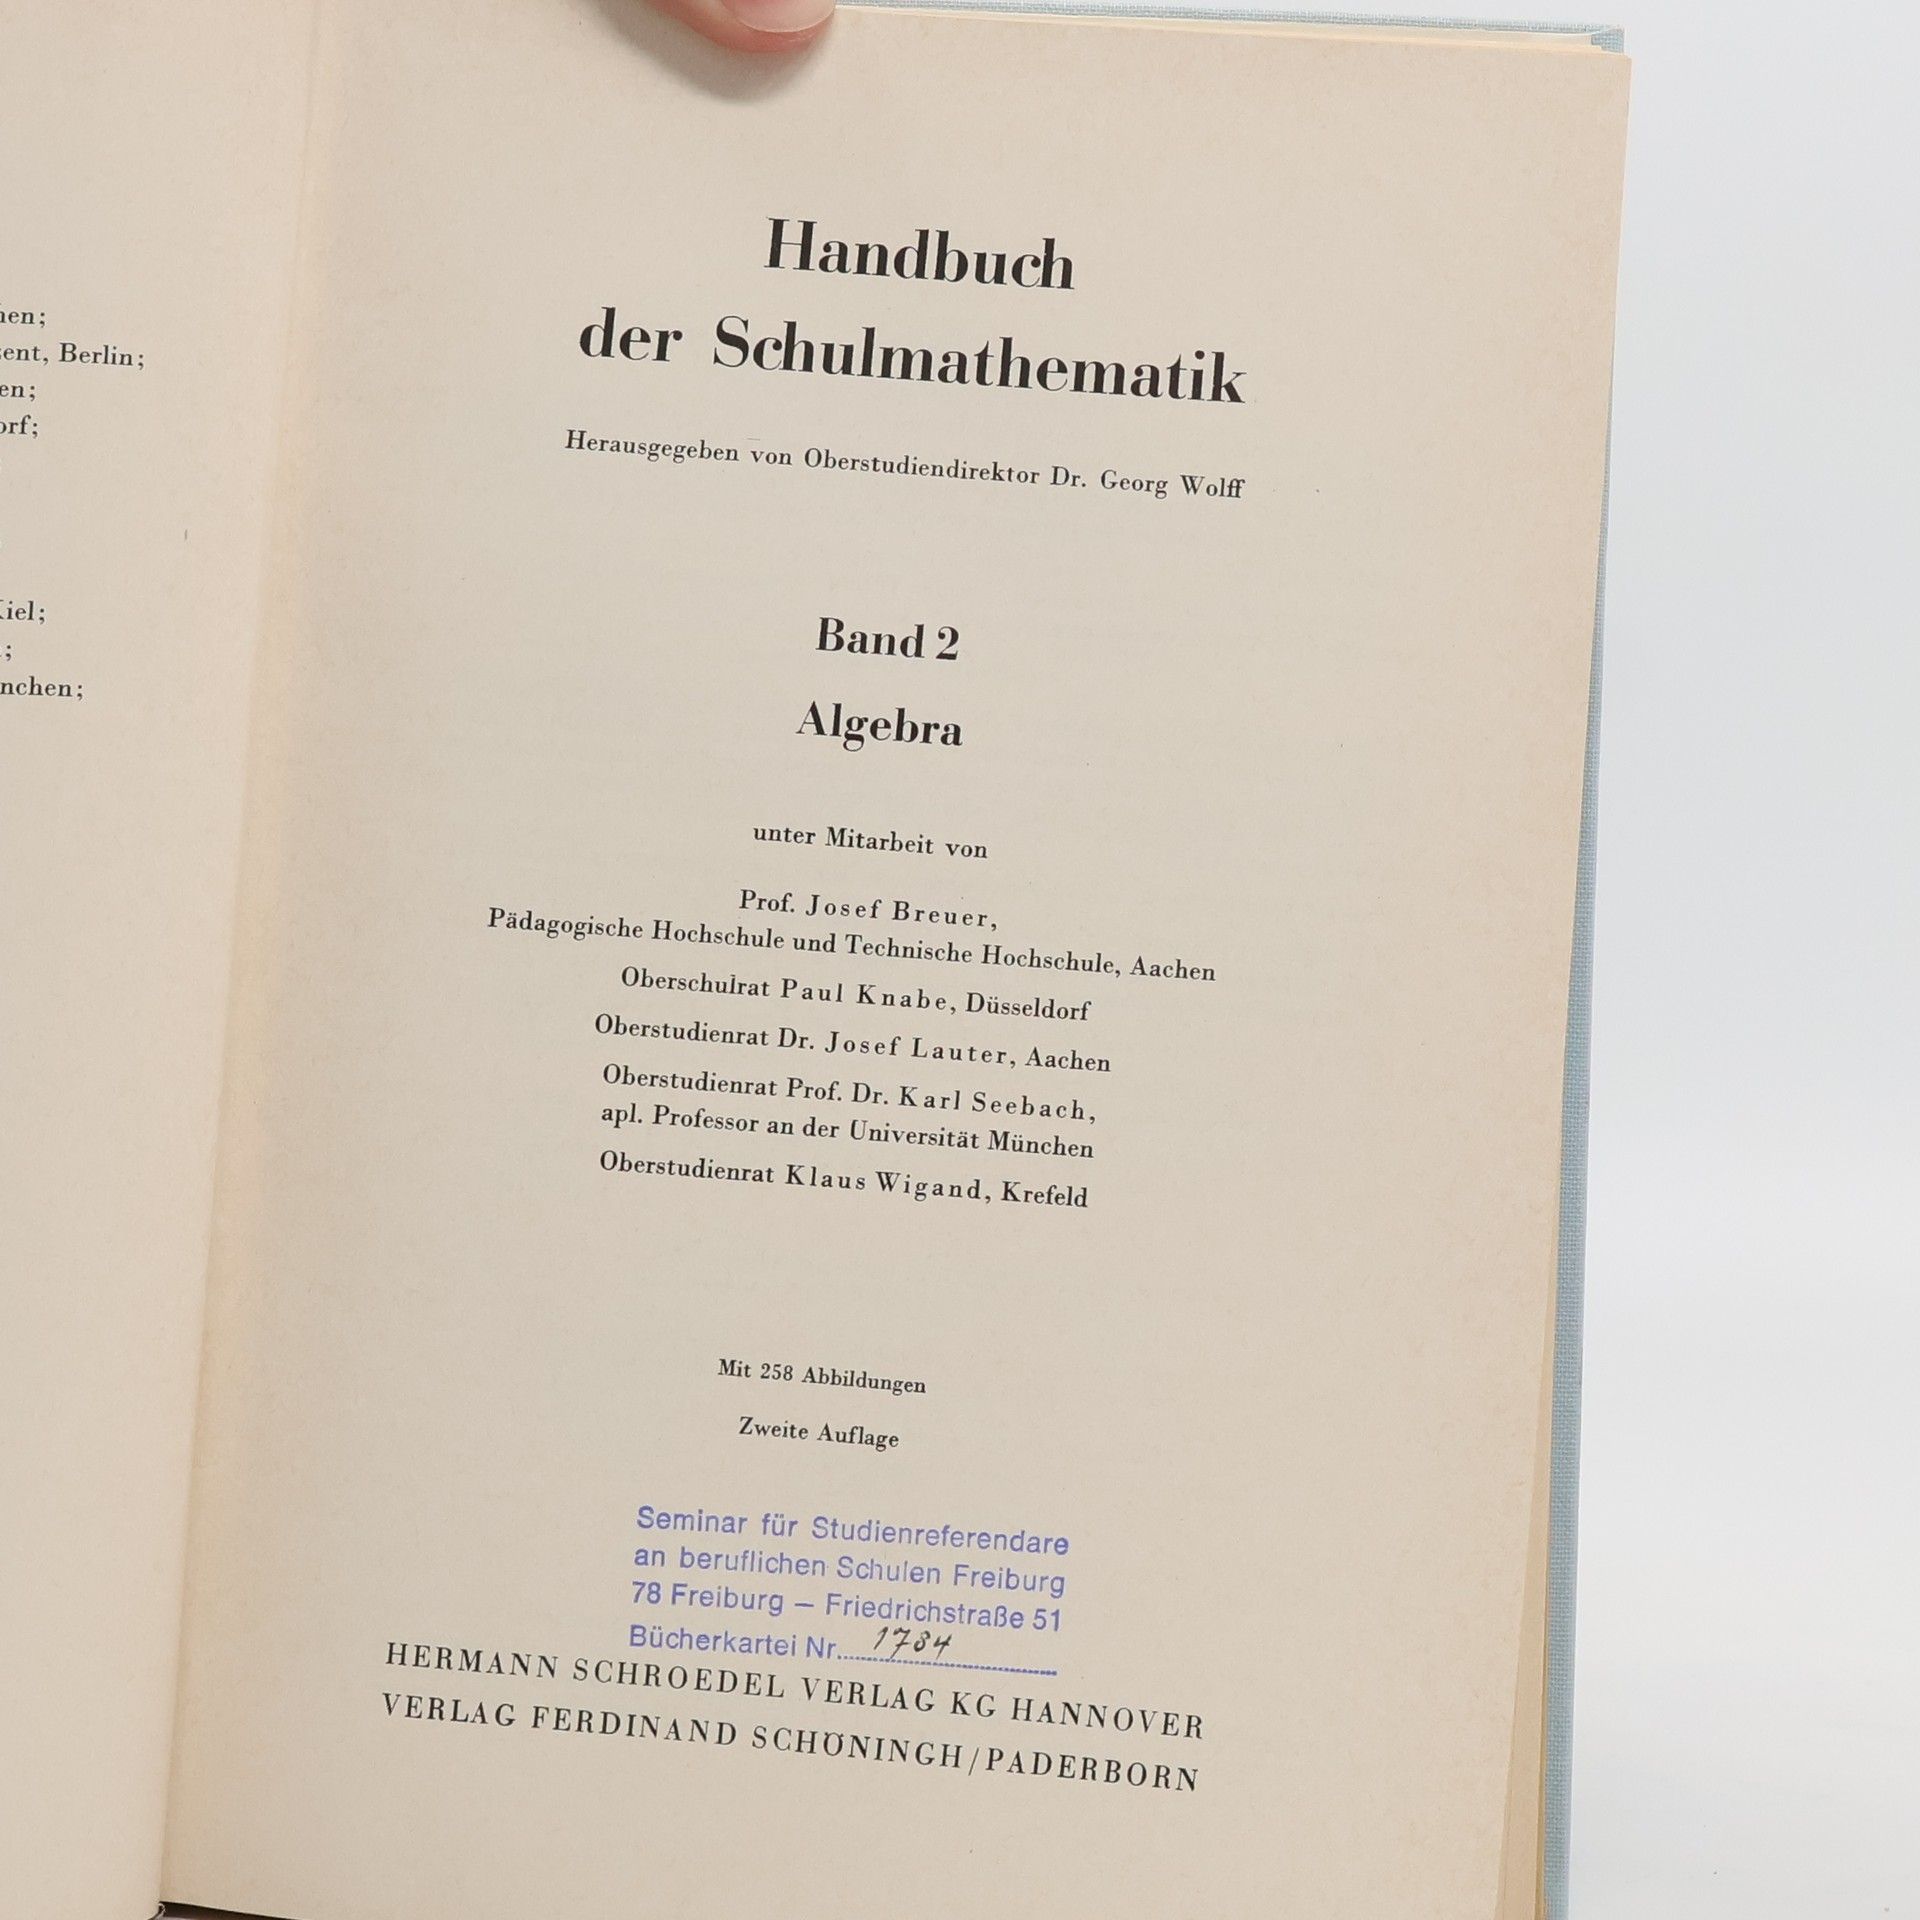 Berlin;
Handbuch
der Schulmathematik
Herausgegeben von Oberstudiendirektor Dr. Georg Wolff
Band 2
Algebra
unter Mitarbeit von
Prof. Josef Breuer,
Pädagogische Hochschule und Technische Hochschule, Aachen
Oberschulrat Paul Knabe, Düsseldorf
Oberstudienrat Dr. Josef Lauter, Aachen
Oberstudienrat Prof. Dr. Karl Seebach,
apl. Professor an der Universität München
Oberstudienrat Klaus Wigand, Krefeld
Mit 258 Abbildungen
Zweite Auflage
Seminar für Studienreferendare
an beruflichen Schulen Freiburg
78 Freiburg – Friedrichstraße 51
Bücherkartei Nr. 1784
HERMANN SCHROEDEL VERLAG KG HANNOVER
VERLAG FERDINAND SCHÖNINGH/PADERBORN